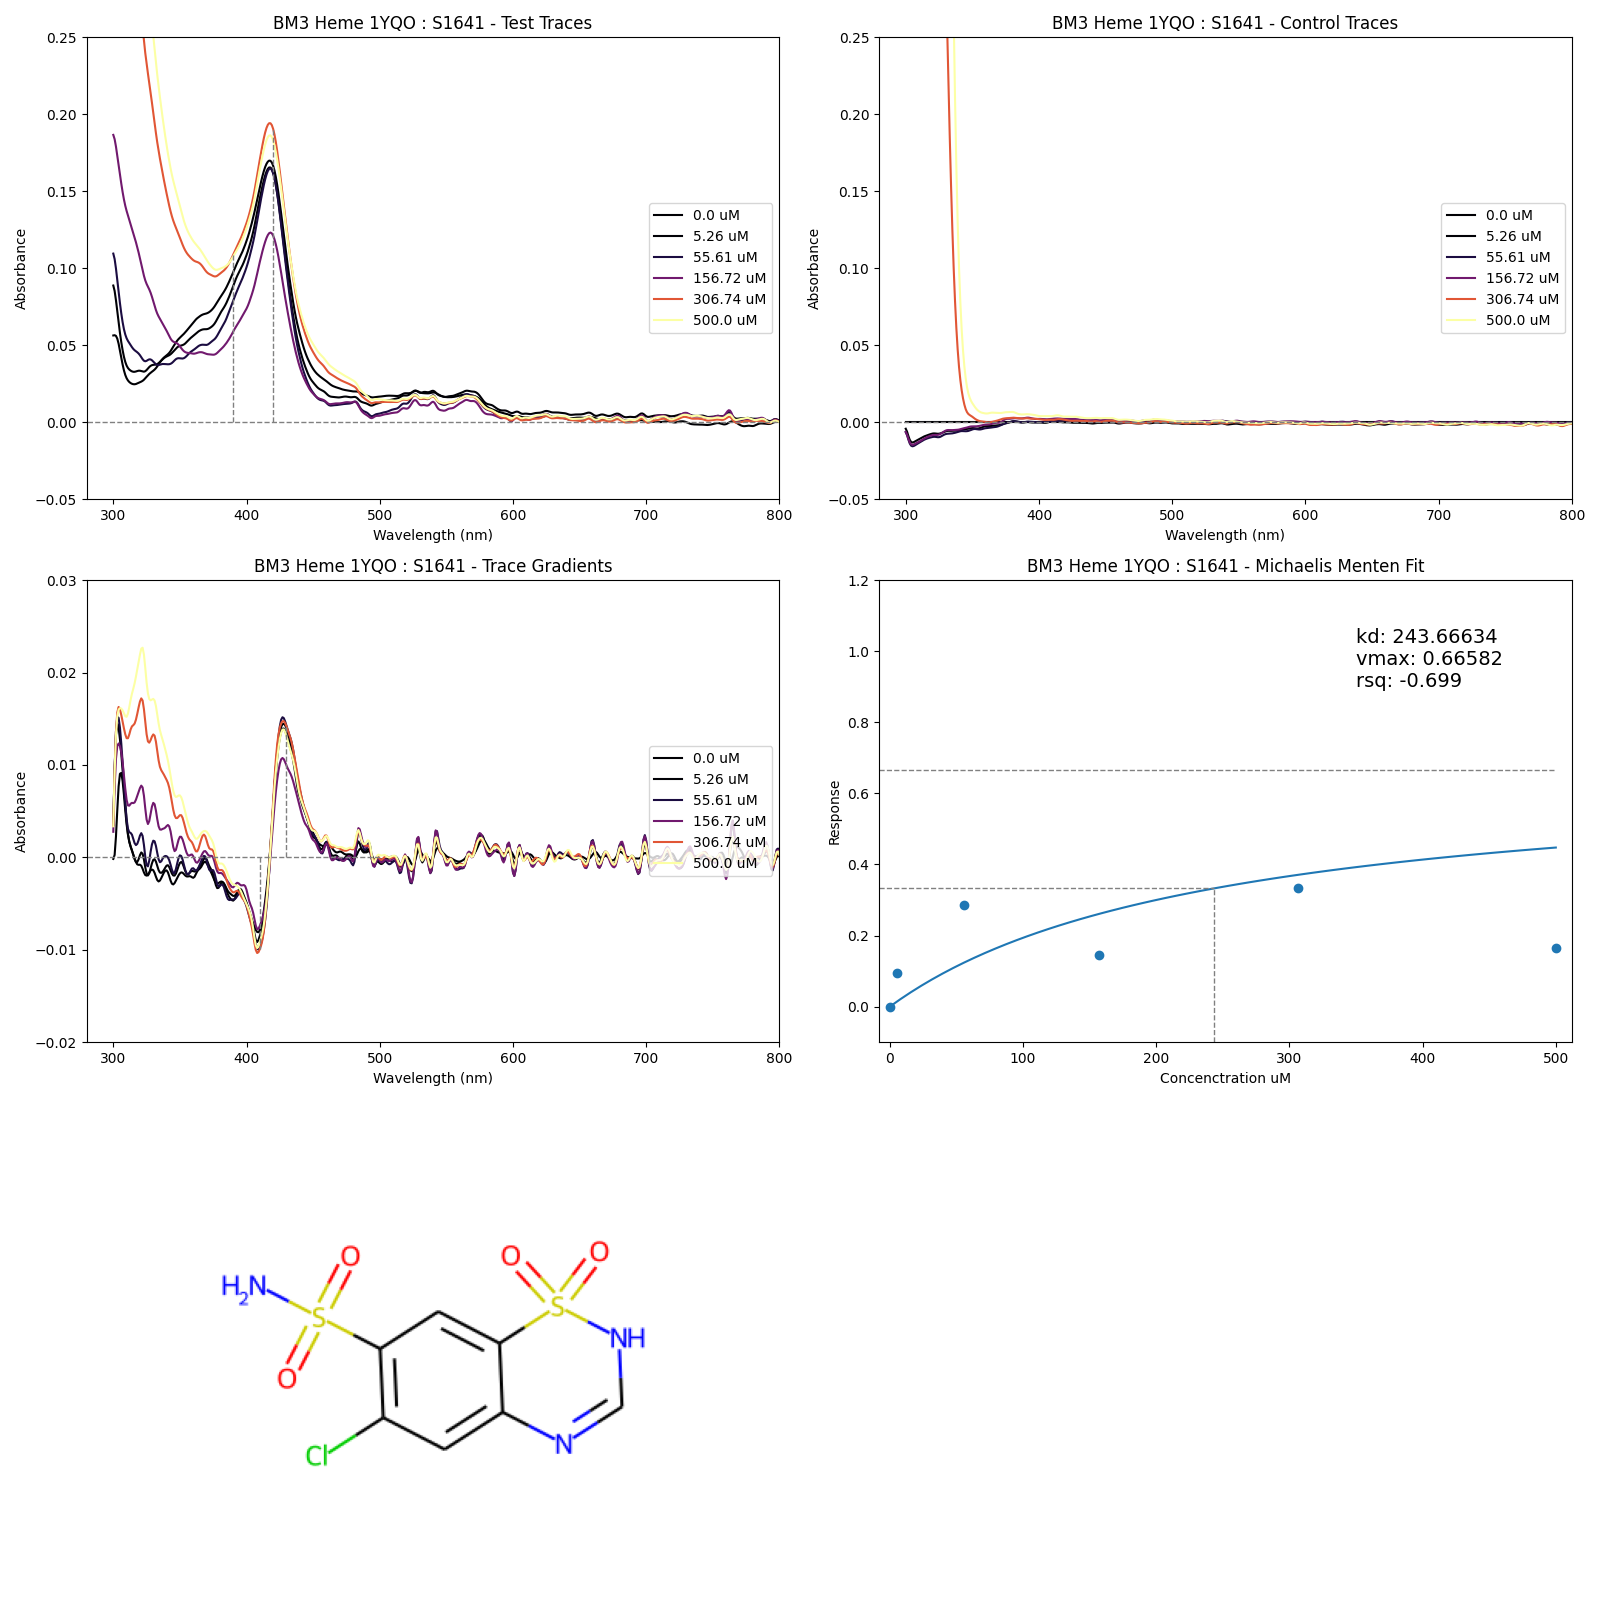 BM3 Heme 1YQO : S1641 - Test Traces
0.25
0.20
0.15
0.10
0.05
0.00
−0.05
Absorbance
300 400 500 600 700 800
Wavelength (nm)
0.0 uM
5.26 uM
55.61 uM
156.72 uM
306.74 uM
500.0 uM
BM3 Heme 1YQO : S1641 - Control Traces
0.25
0.20
0.15
0.10
0.05
0.00
−0.05
Absorbance
300 400 500 600 700 800
Wavelength (nm)
0.0 uM
5.26 uM
55.61 uM
156.72 uM
306.74 uM
500.0 uM
BM3 Heme 1YQO : S1641 - Trace Gradients
0.03
0.02
0.01
0.00
−0.01
−0.02
Absorbance
300 400 500 600 700 800
Wavelength (nm)
0.0 uM
5.26 uM
55.61 uM
156.72 uM
306.74 uM
500.0 uM
BM3 Heme 1YQO : S1641 - Michaelis Menten Fit
1.2
1.0
0.8
0.6
0.4
0.2
0.0
Response
kd: 243.66634
vmax: 0.66582
rsq: -0.699
0 100 200 300 400 500
Concenctration uM
O O O
H2N S S NH
O
Cl N